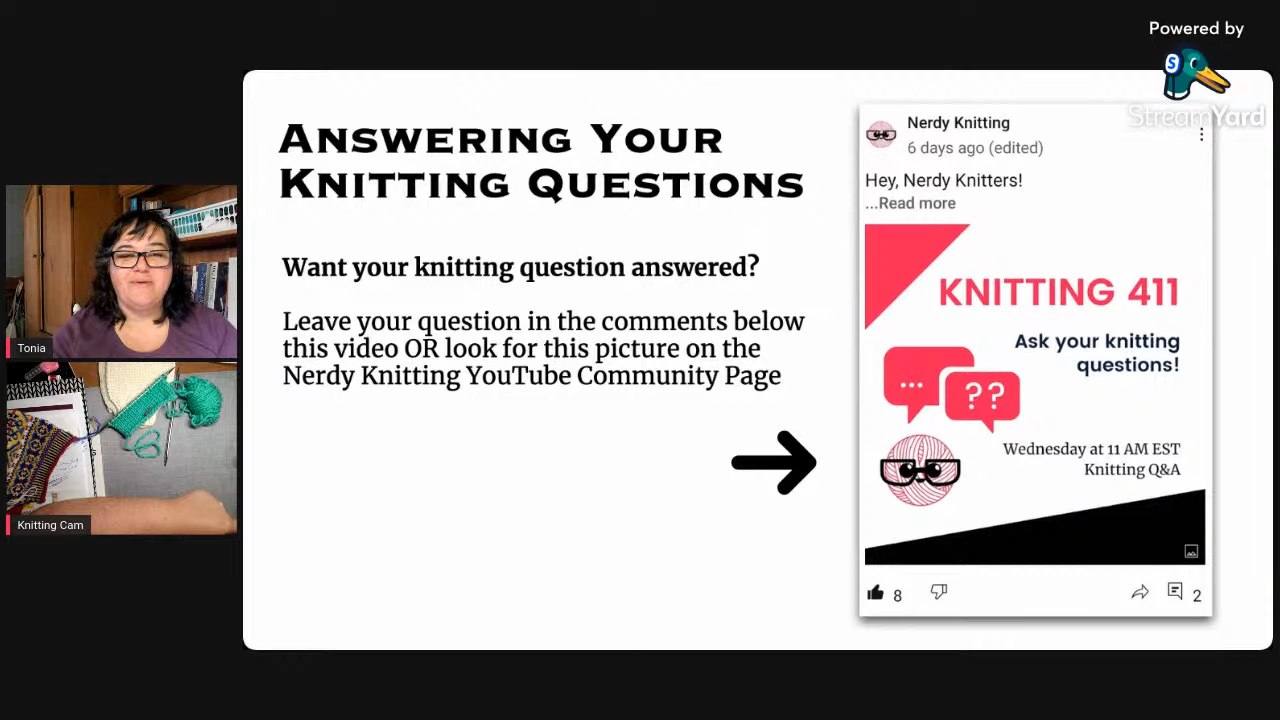 Powered by
StreamYard
ANSWERING YOUR
KNITTING QUESTIONS
Want your knitting question answered?
Leave your question in the comments below
this video OR look for this picture on the
Nerdy Knitting YouTube Community Page
Nerdy Knitting
6 days ago (edited)
Hey, Nerdy Knitters!
...Read more
KNITTING 411
Ask your knitting
questions!
...
??
Wednesday at 11 AM EST
Knitting Q&A
8
2
Tonia
Knitting Cam